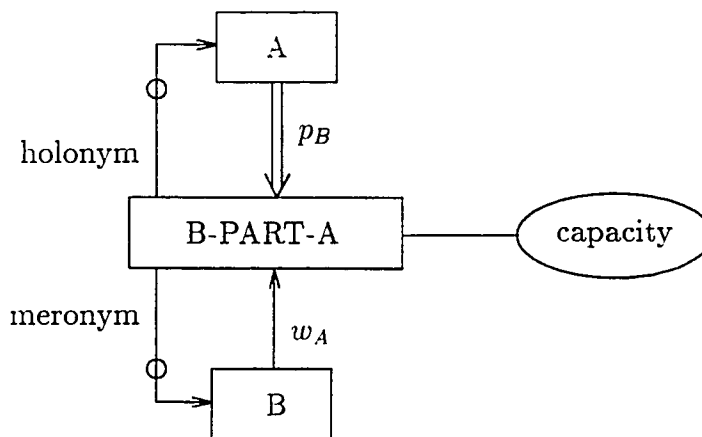 A
p_B
holonym
B-PART-A
capacity
meronym
w_A
B